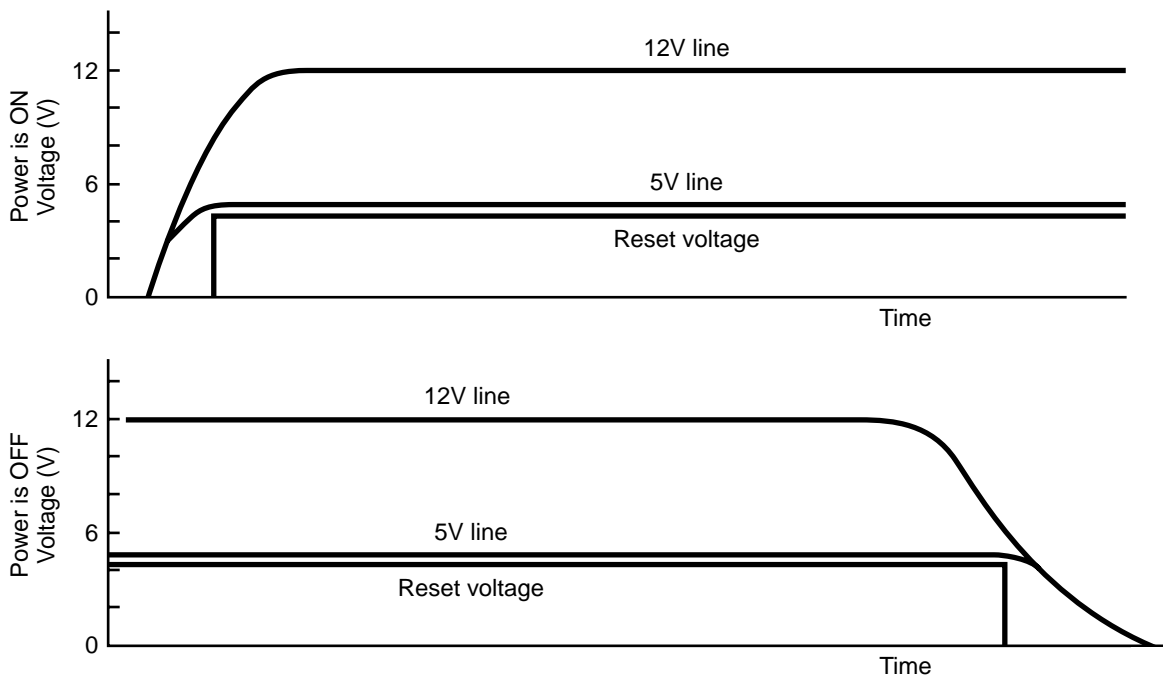 Power is ON
Voltage (V)
12
6
0
12V line
5V line
Reset voltage
Time
Power is OFF
Voltage (V)
12
6
0
12V line
5V line
Reset voltage
Time